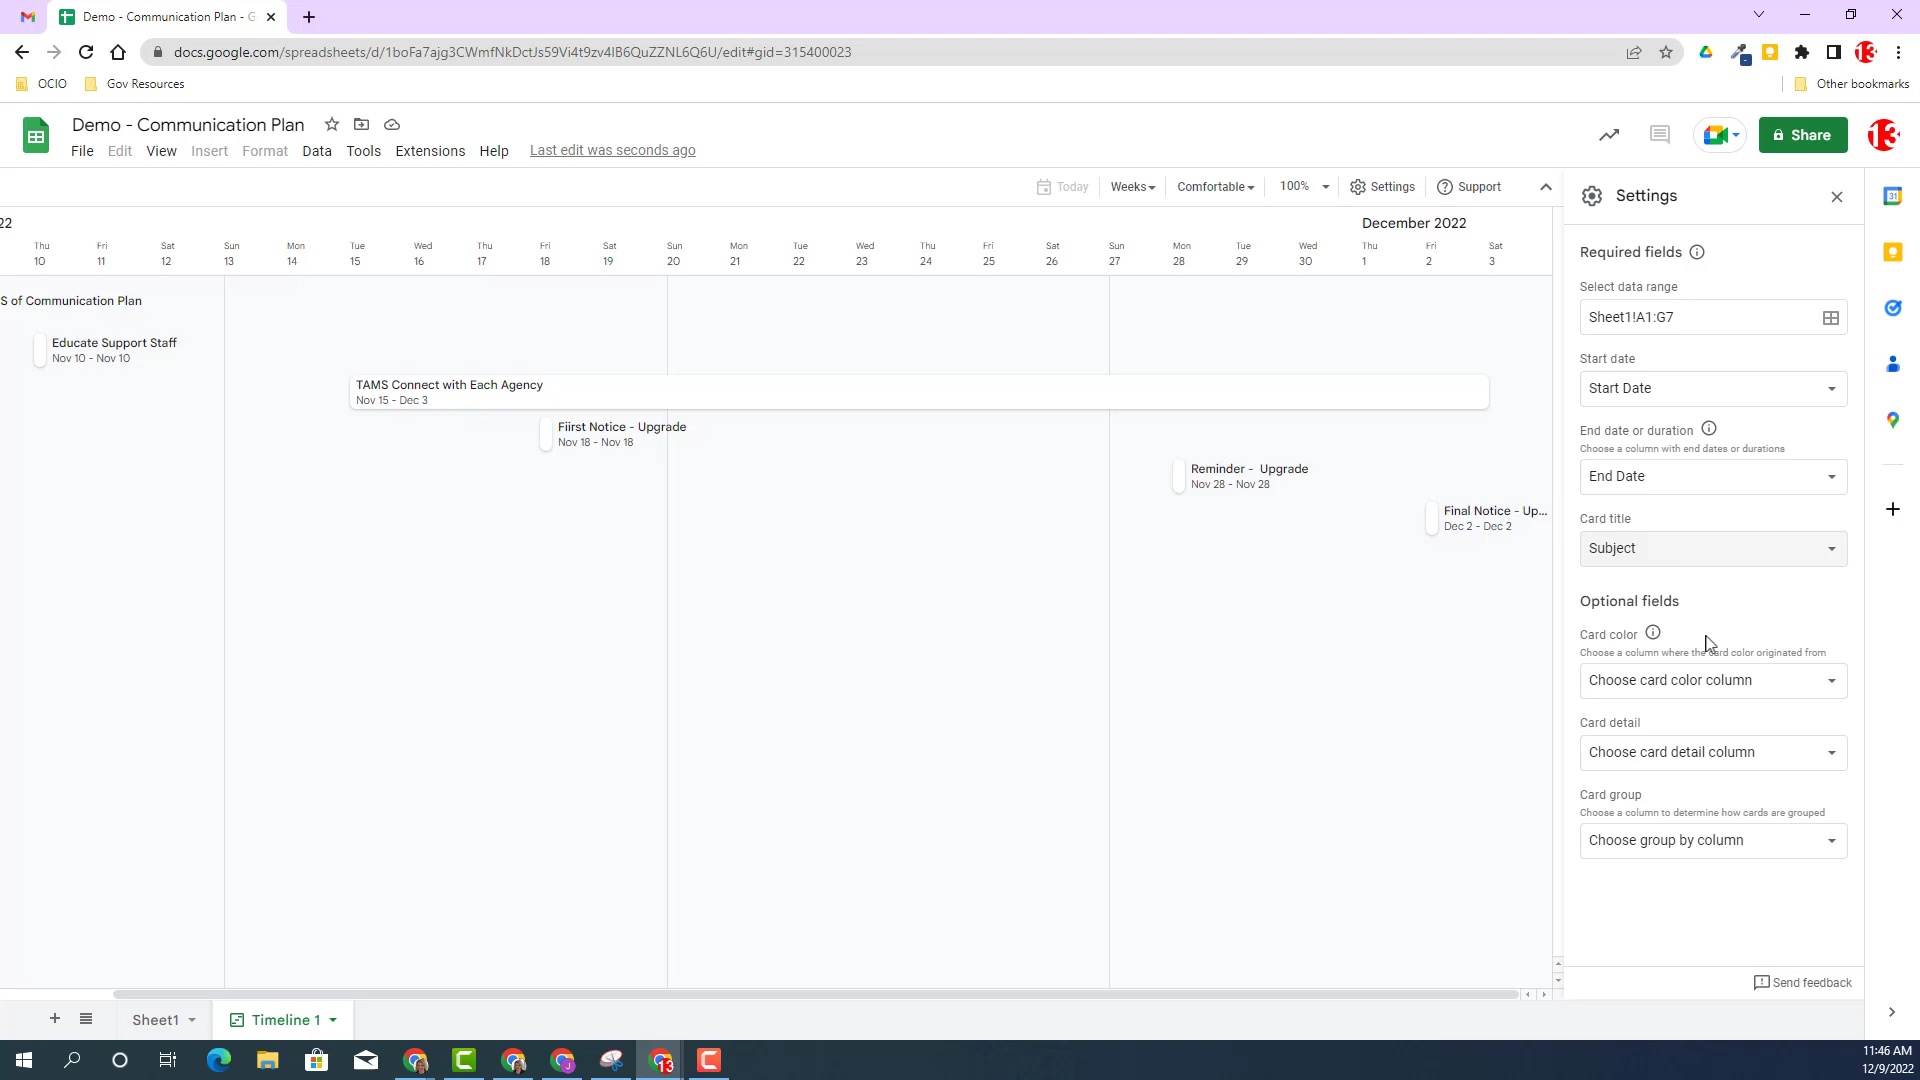 Demo - Communication Plan - G
docs.google.com/spreadsheets/d/1boFa7ajg3CWmfNkDctJs59Vi4t9zv4lB6QuZZNL6Q6U/edit#gid=315400023
OCIO Gov Resources Other bookmarks
Demo - Communication Plan
File Edit View Insert Format Data Tools Extensions Help Last edit was seconds ago
Share
13
Today Weeks Comfortable 100% Settings Support
Settings
22 December 2022
Thu Fri Sat Sun Mon Tue Wed Thu Fri Sat Sun Mon Tue Wed Thu Fri Sat Sun Mon Tue Wed Thu Fri Sat
10 11 12 13 14 15 16 17 18 19 20 21 22 23 24 25 26 27 28 29 30 1 2 3
S of Communication Plan
Educate Support Staff
Nov 10 - Nov 10
TAMS Connect with Each Agency
Nov 15 - Dec 3
Fiirst Notice - Upgrade
Nov 18 - Nov 18
Reminder - Upgrade
Nov 28 - Nov 28
Final Notice - Up...
Dec 2 - Dec 2
Required fields
Select data range
Sheet1!A1:G7
Start date
Start Date
End date or duration
Choose a column with end dates or durations
End Date
Card title
Subject
Optional fields
Card color
Choose a column where the card color originated from
Choose card color column
Card detail
Choose card detail column
Card group
Choose a column to determine how cards are grouped
Choose group by column
Send feedback
31
Sheet1 Timeline 1
13
11:46 AM
12/9/2022